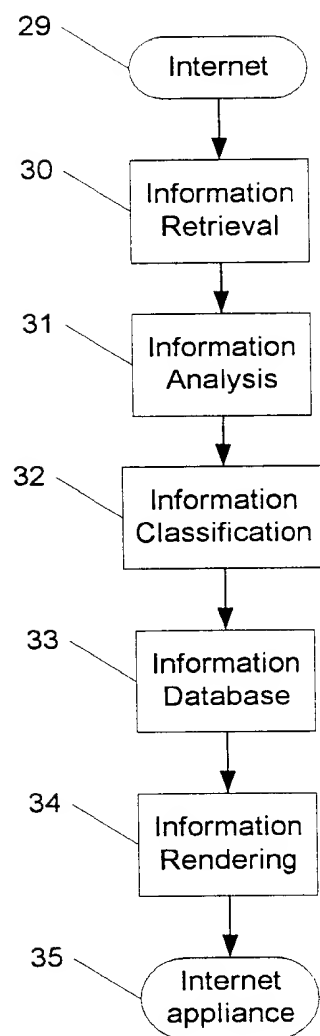 29
Internet
30
Information
Retrieval
31
Information
Analysis
32
Information
Classification
33
Information
Database
34
Information
Rendering
35
Internet
appliance